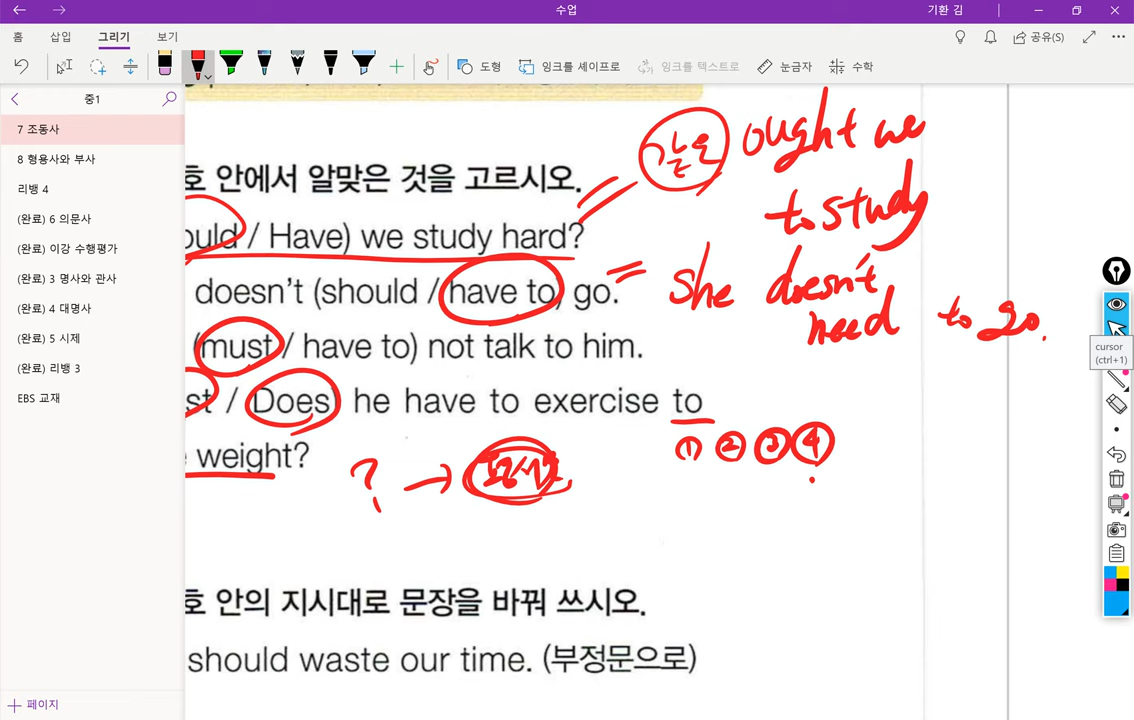 수업
기환 김
홈 삽입 그리기 보기
공유(S)
도형 잉크를 셰이프로 잉크를 텍스트로 눈금자 수학
중1
7 조동사
8 형용사와 부사
리뱅 4
(완료) 6 의문사
(완료) 이강 수행평가
(완료) 3 명사와 관사
(완료) 4 대명사
(완료) 5 시제
(완료) 리뱅 3
EBS 교재
페이지
호 안에서 알맞은 것을 고르시오.
같은 ought we
to study
ould / Have) we study hard?
doesn't (should / have to) go.
She doesn't
need to go.
(must / have to) not talk to him.
st / Does) he have to exercise to
① ② ③ ④
e weight?
? →
호 안의 지시대로 문장을 바꿔 쓰시오.
should waste our time. (부정문으로)
cursor
(ctrl+1)